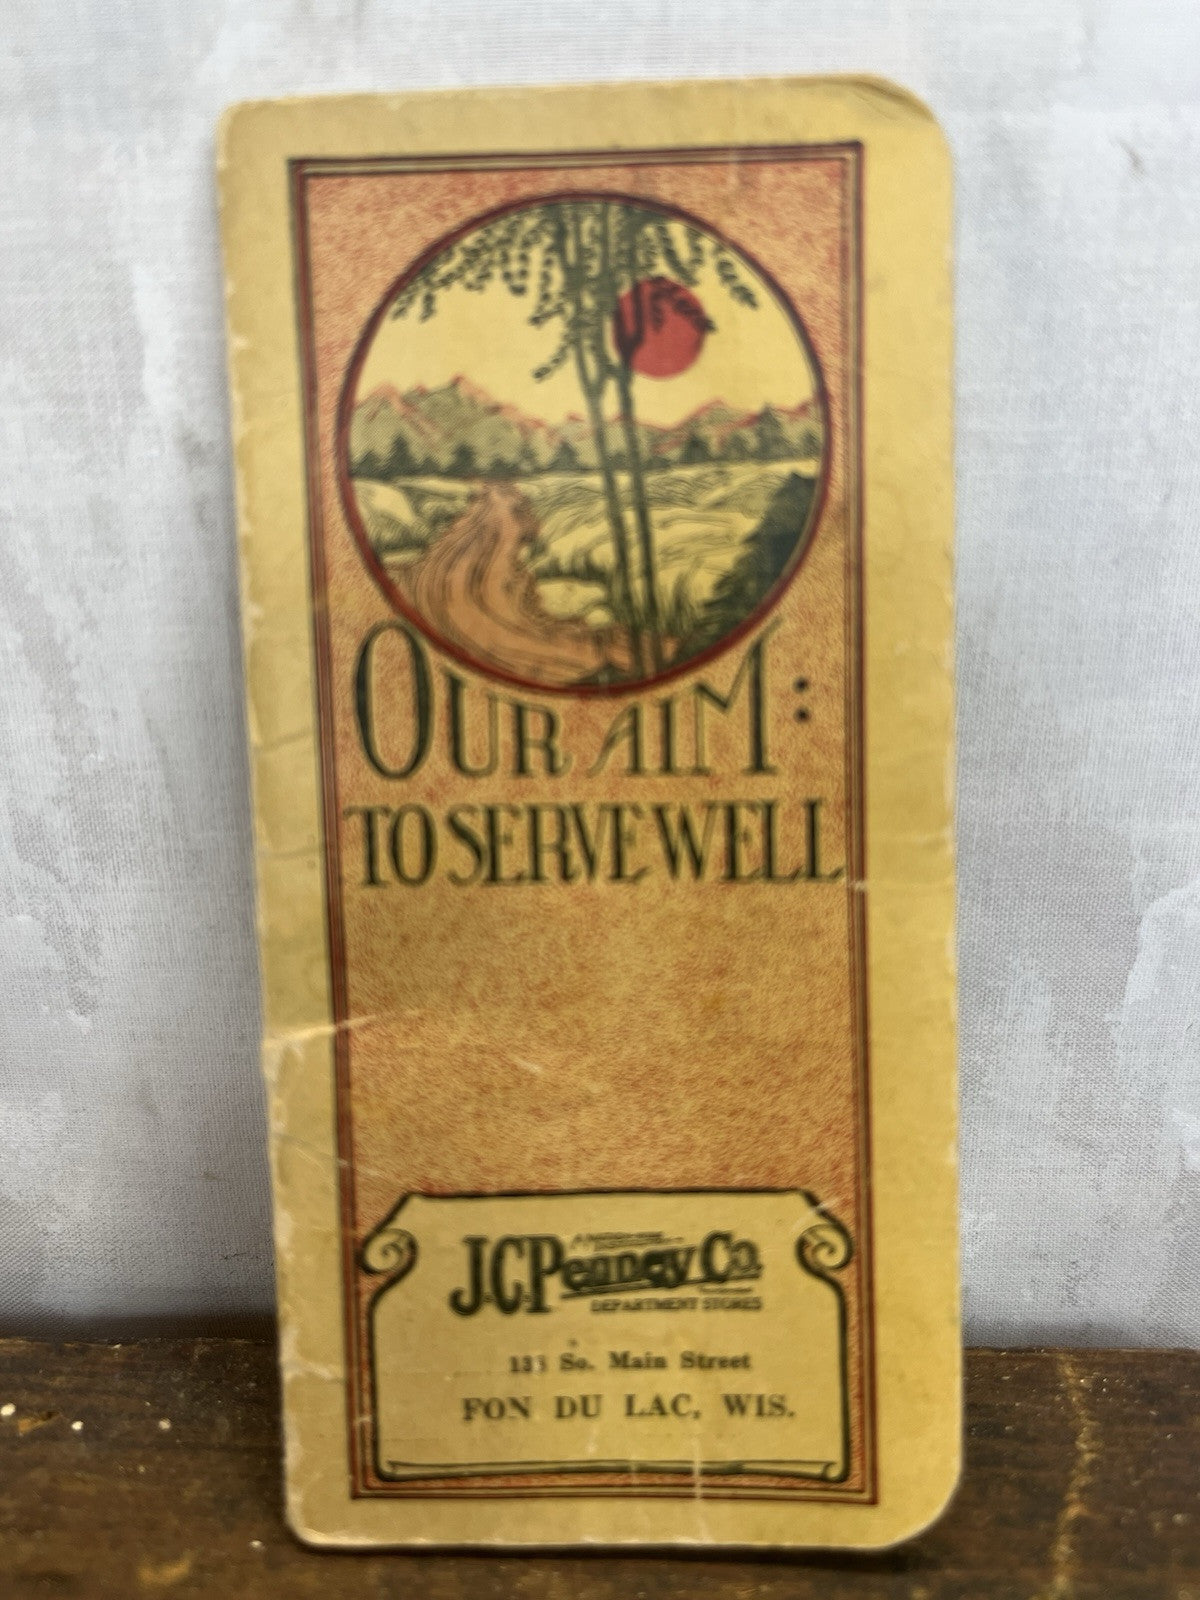 OUR AIM:
TO SERVE WELL
J.C.Penney Co.
DEPARTMENT STORES
So. Main Street
FON DU LAC, WIS.